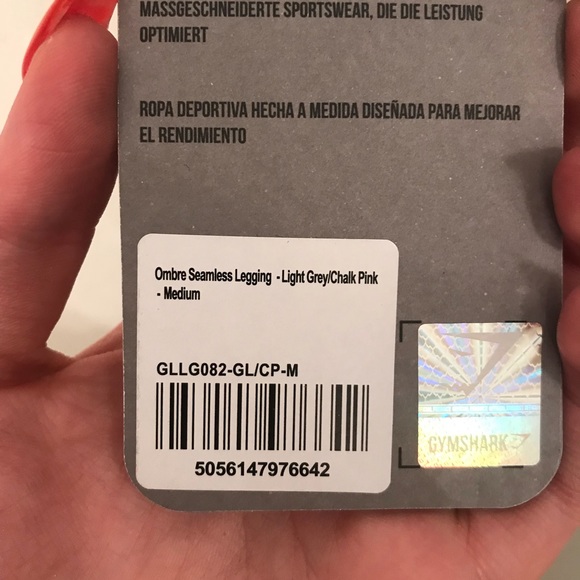 MASSGESCHNEIDERTE SPORTSWEAR, DIE DIE LEISTUNG
OPTIMIERT
ROPA DEPORTIVA HECHA A MEDIDA DISEÑADA PARA MEJORAR
EL RENDIMIENTO
Ombre Seamless Legging - Light Grey/Chalk Pink
- Medium
GLLG082-GL/CP-M
5056147976642
GYMSHARK